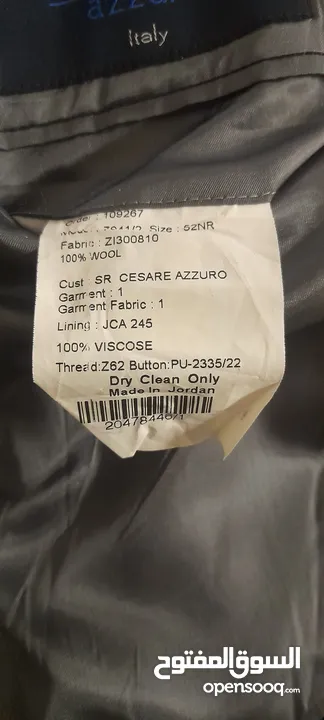 Italy
Order : 109267
Size : 52NR
Fabric : ZI300810
100% WOOL
Cust : SR CESARE AZZURO
Garment : 1
Garment Fabric : 1
Lining : JCA 245
100% VISCOSE
Thread:Z62 Button:PU-2335/22
Dry Clean Only
Made In Jordan
السوق المفتوح
opensooq.com